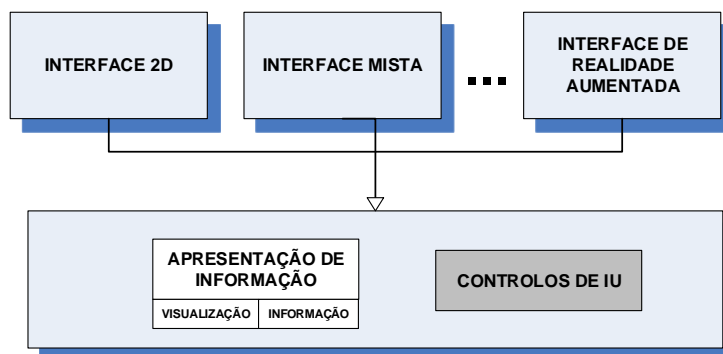 INTERFACE 2D
INTERFACE MISTA
...
INTERFACE DE
REALIDADE
AUMENTADA
APRESENTAÇÃO DE
INFORMAÇÃO
VISUALIZAÇÃO
INFORMAÇÃO
CONTROLOS DE IU